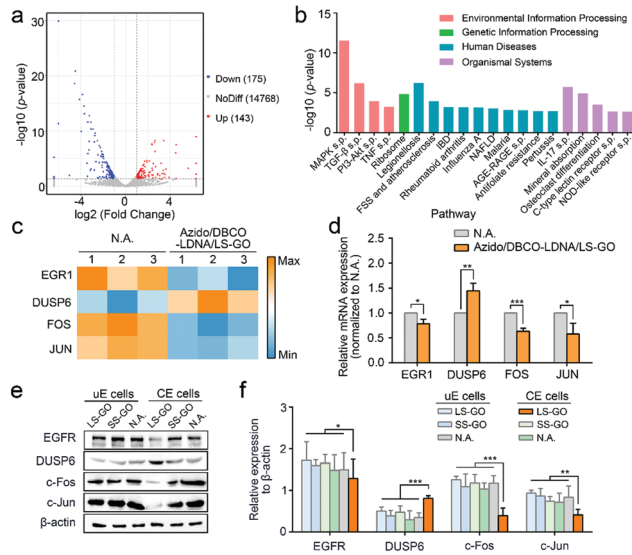 a
30
20
10
0
-log10 (p-value)
-4
0
4
log2 (Fold Change)
Down (175)
NoDiff (14768)
Up (143)
b
Environmental Information Processing
Genetic Information Processing
Human Diseases
Organismal Systems
15
10
5
0
-log10 (p-value)
MAPK s.p.
TGF-β s.p.
PI3-Akt s.p.
TNF s.p.
Ribosome
Legionellosis
FSS and atherosclerosis
IBD
Rheumatoid arthritis
Influenza A
NAFLD
Malaria
AGE-RAGE s.p.
Antifolate resistance
Pertussis
IL-17 s.p.
Mineral absorption
Osteoclast differentiation
C-type lectin receptor s.p.
NOD-like receptor s.p.
Pathway
c
N.A.
Azido/DBCO
-LDNA/LS-GO
1 2 3 1 2 3
EGR1
DUSP6
FOS
JUN
Max
Min
d
N.A.
Azido/DBCO-LDNA/LS-GO
Relative mRNA expression
(normalized to N.A.)
2.0
1.5
1.0
0.5
0.0
*
**
***
*
EGR1 DUSP6 FOS JUN
e
uE cells CE cells
LS-GO SS-GO N.A. LS-GO SS-GO N.A.
EGFR
DUSP6
c-Fos
c-Jun
β-actin
f
uE cells CE cells
LS-GO LS-GO
SS-GO SS-GO
N.A. N.A.
Relative expression
to β-actin
3
2
1
0
*
***
***
**
EGFR DUSP6 c-Fos c-Jun